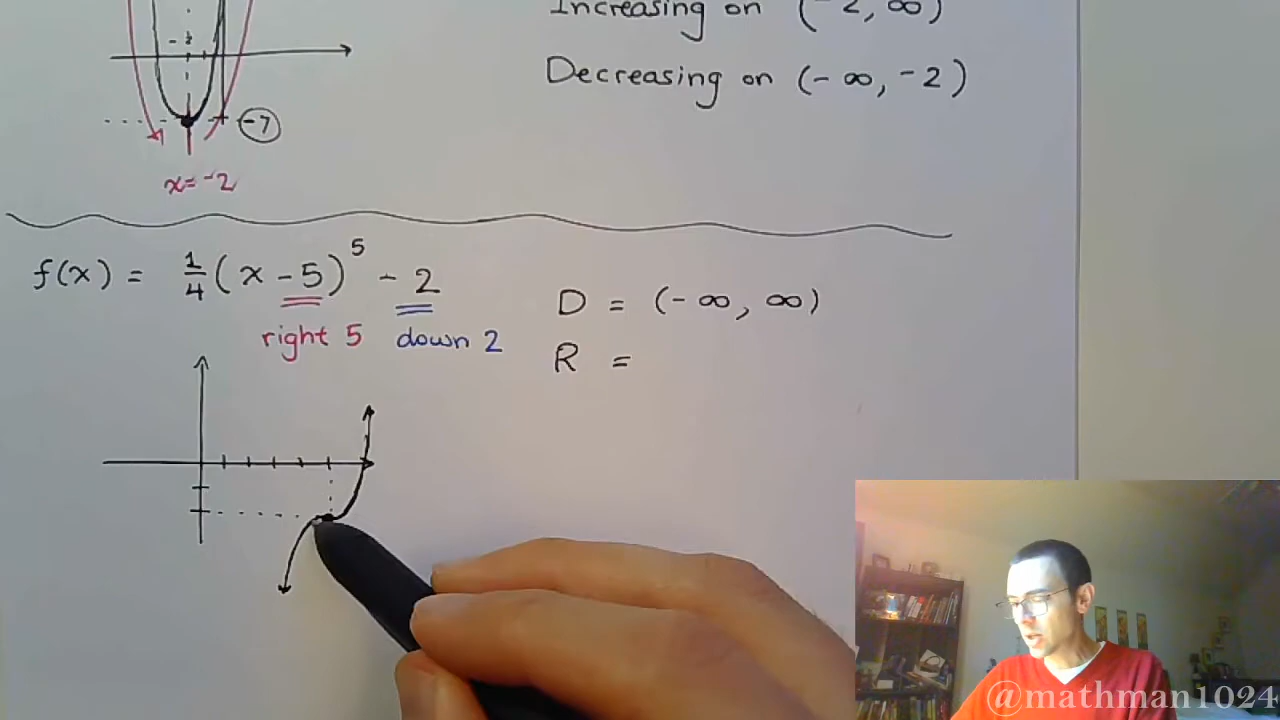 Increasing on (-2, ∞)
Decreasing on (-∞, -2)
-7
x=-2
f(x) = 1/4 (x - 5)^5 - 2
right 5 down 2
D = (-∞, ∞)
R =
@mathman1024